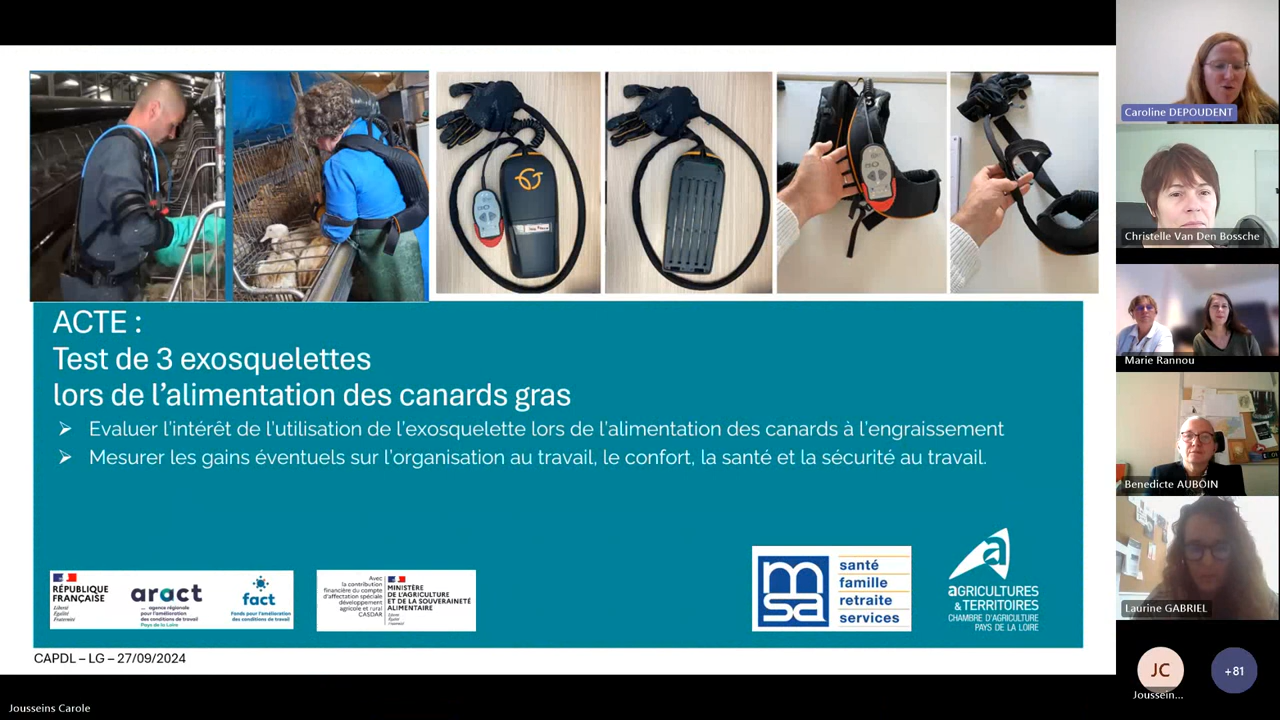 ACTE :
Test de 3 exosquelettes
lors de l'alimentation des canards gras
➢ Evaluer l'intérêt de l'utilisation de l'exosquelette lors de l'alimentation des canards à l'engraissement
➢ Mesurer les gains éventuels sur l'organisation au travail, le confort, la santé et la sécurité au travail.
RÉPUBLIQUE
FRANÇAISE
Liberté
Égalité
Fraternité
aract
agence régionale
pour l'amélioration
des conditions de travail
Pays de la Loire
fact
Fonds pour l'amélioration
des conditions de travail
Avec
la contribution
financière du compte
d'affectation spéciale
développement
agricole et rural
CASDAR
MINISTÈRE
DE L'AGRICULTURE
ET DE LA SOUVERAINETÉ
ALIMENTAIRE
Liberté
Égalité
Fraternité
msa
santé
famille
retraite
services
AGRICULTURES
& TERRITOIRES
CHAMBRE D'AGRICULTURE
PAYS DE LA LOIRE
CAPDL – LG – 27/09/2024
Jousseins Carole
Caroline DEPOUDENT
Christelle Van Den Bossche
Marie Rannou
Benedicte AUBÔIN
Laurine GABRIEL
JC
Joussein...
+81